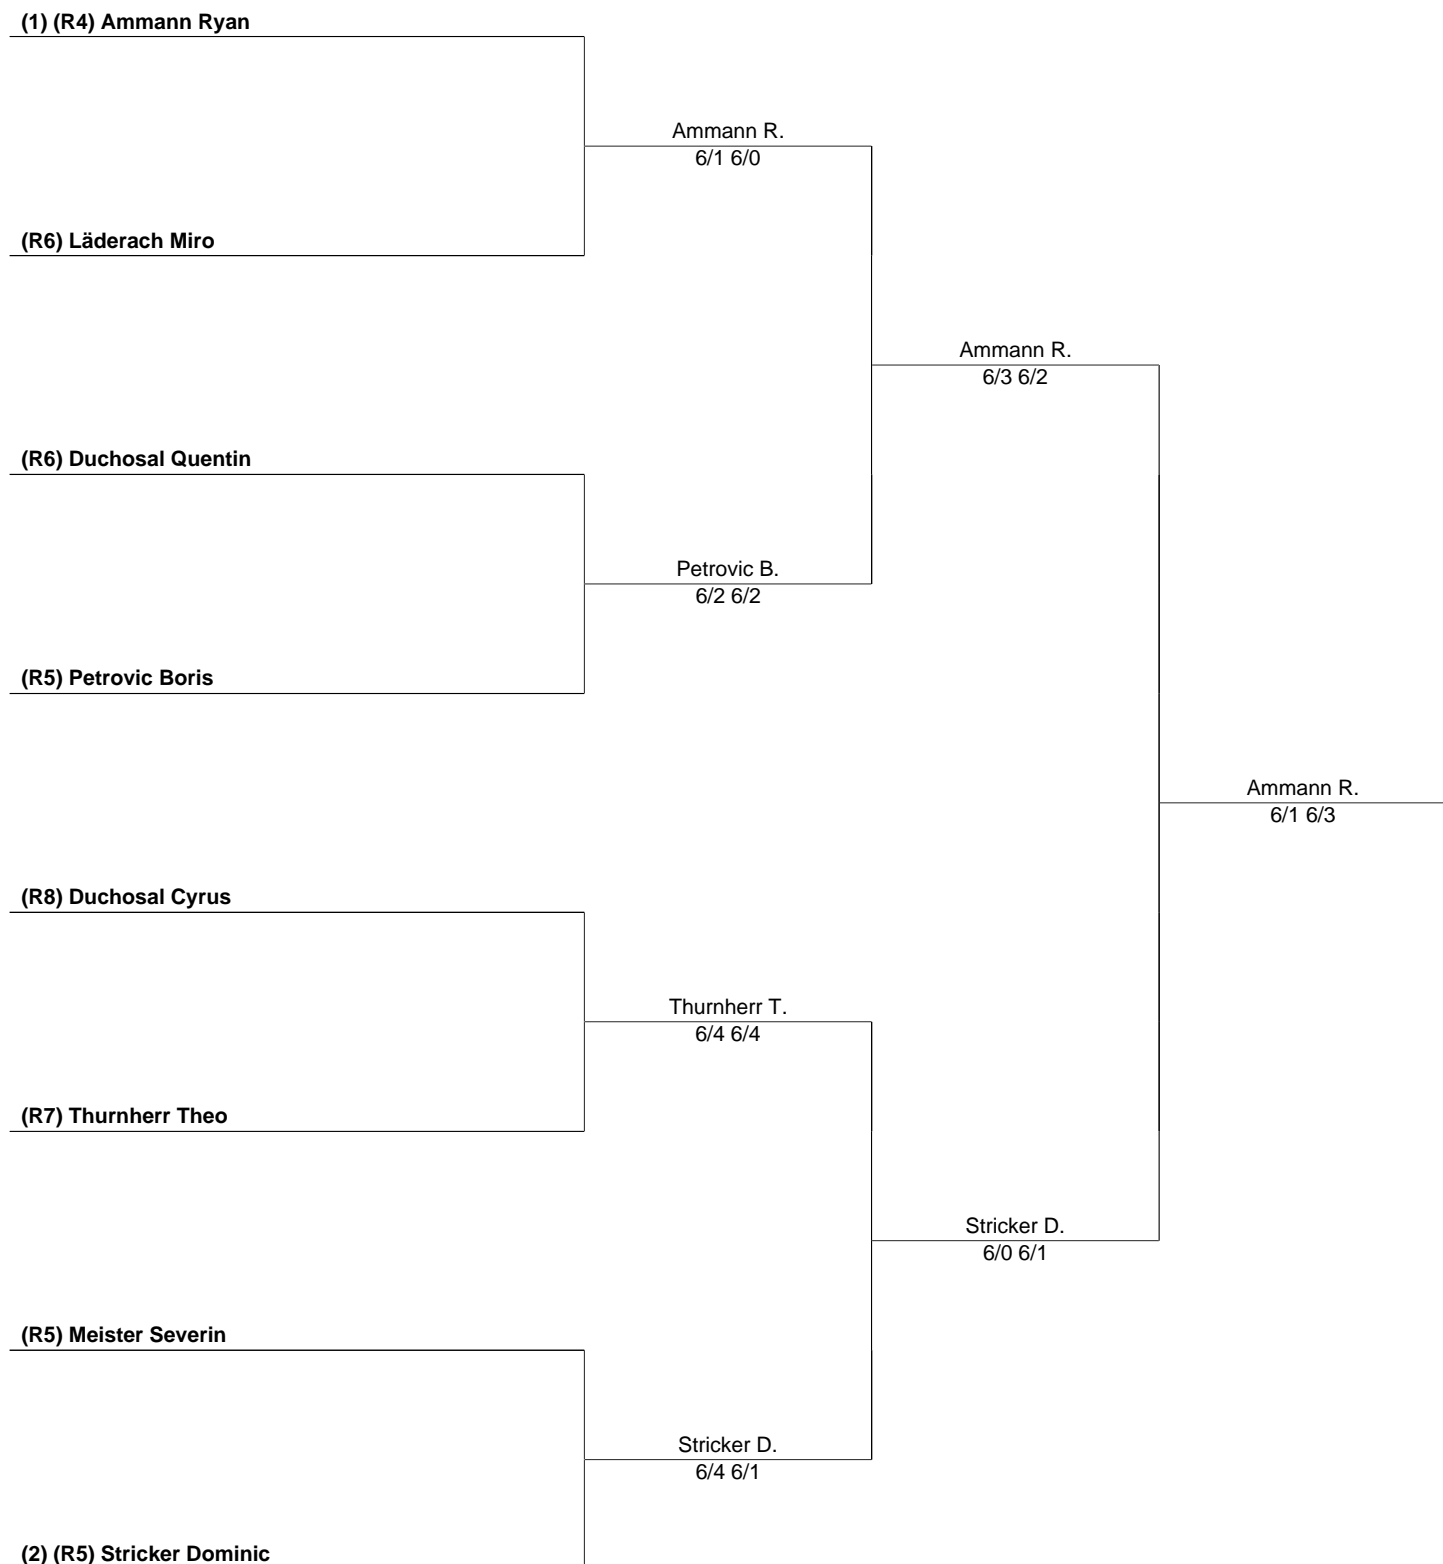 (1) (R4) Ammann Ryan
Ammann R.
6/1 6/0
(R6) Läderach Miro
Ammann R.
6/3 6/2
(R6) Duchosal Quentin
Petrovic B.
6/2 6/2
(R5) Petrovic Boris
Ammann R.
6/1 6/3
(R8) Duchosal Cyrus
Thurnherr T.
6/4 6/4
(R7) Thurnherr Theo
Stricker D.
6/0 6/1
(R5) Meister Severin
Stricker D.
6/4 6/1
(2) (R5) Stricker Dominic